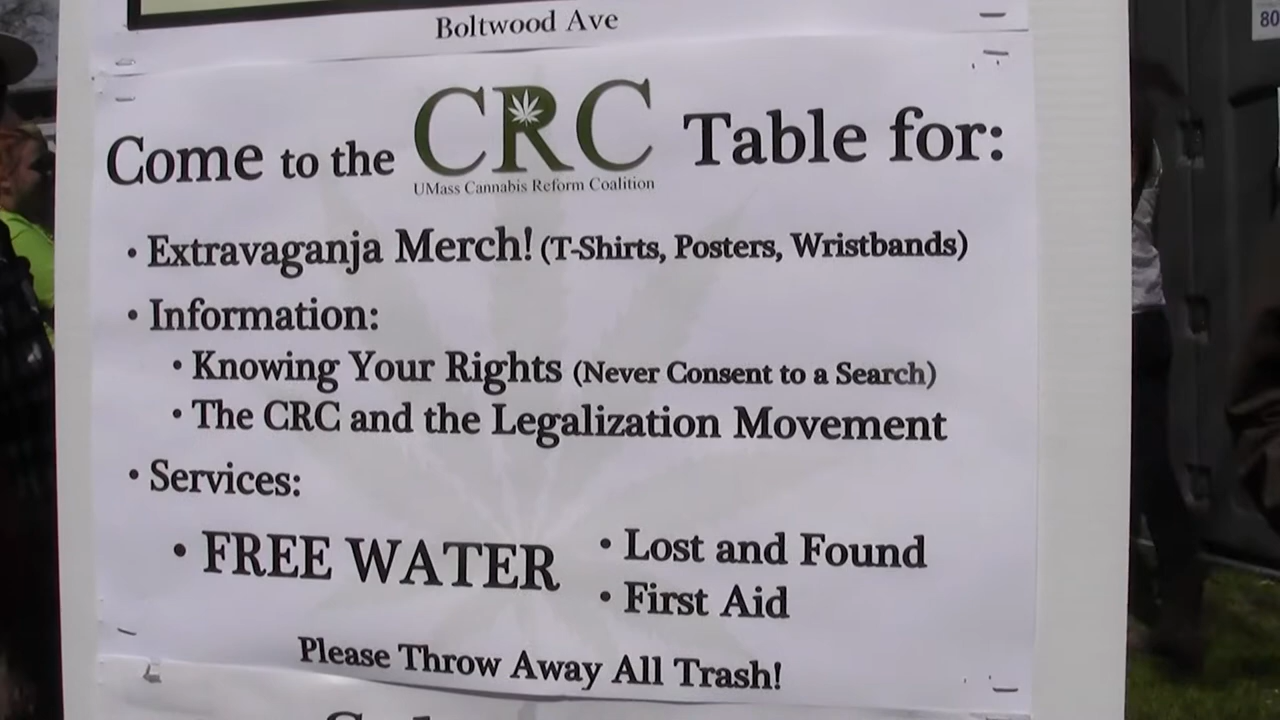 Boltwood Ave
Come to the CRC Table for:
UMass Cannabis Reform Coalition
• Extravaganja Merch! (T-Shirts, Posters, Wristbands)
• Information:
• Knowing Your Rights (Never Consent to a Search)
• The CRC and the Legalization Movement
• Services:
• FREE WATER
• Lost and Found
• First Aid
Please Throw Away All Trash!
80